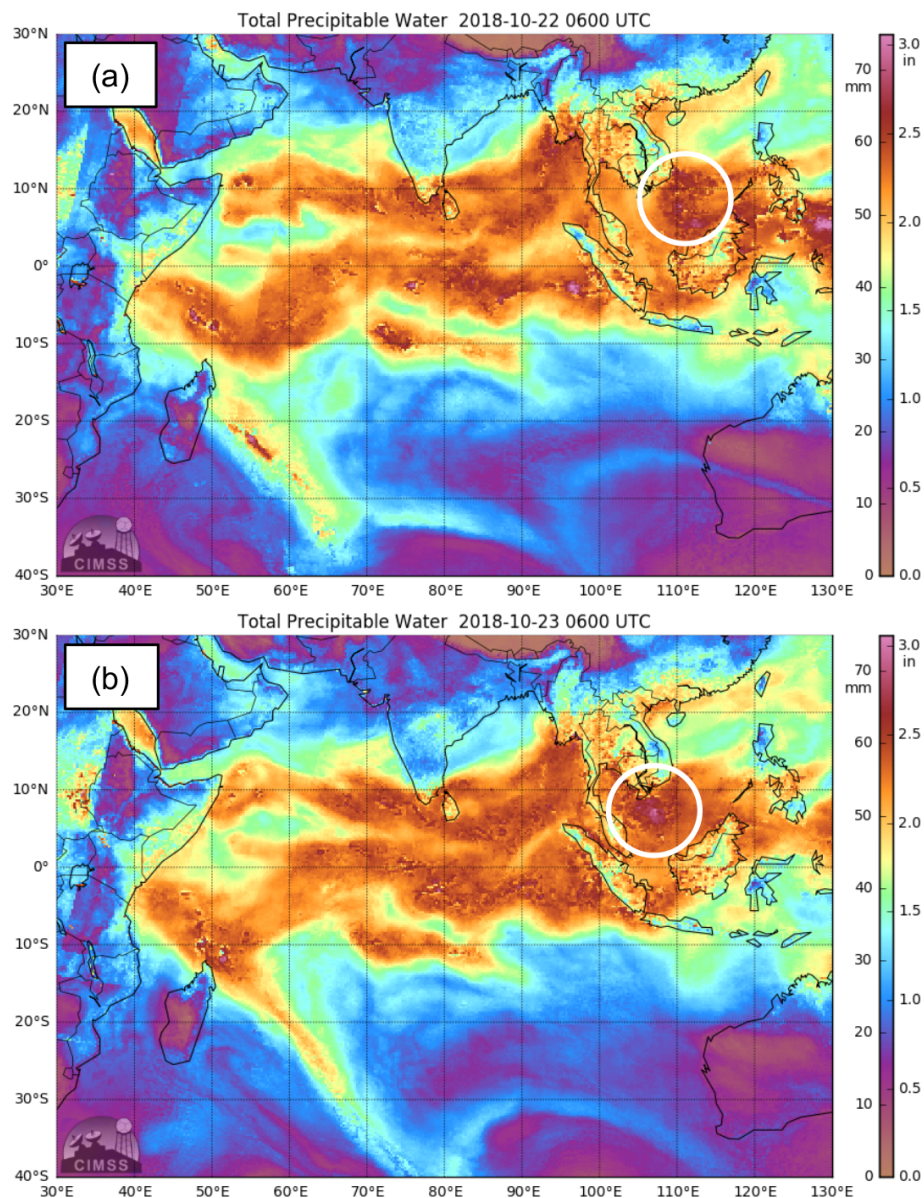 Total Precipitable Water 2018-10-22 0600 UTC
(a)
30°N
20°N
10°N
0°
10°S
20°S
30°S
40°S
CIMSS
30°E 40°E 50°E 60°E 70°E 80°E 90°E 100°E 110°E 120°E 130°E
70 mm 60 50 40 30 20 10 0
3.0 in 2.5 2.0 1.5 1.0 0.5 0.0
Total Precipitable Water 2018-10-23 0600 UTC
(b)
30°N
20°N
10°N
0°
10°S
20°S
30°S
40°S
CIMSS
30°E 40°E 50°E 60°E 70°E 80°E 90°E 100°E 110°E 120°E 130°E
70 mm 60 50 40 30 20 10 0
3.0 in 2.5 2.0 1.5 1.0 0.5 0.0